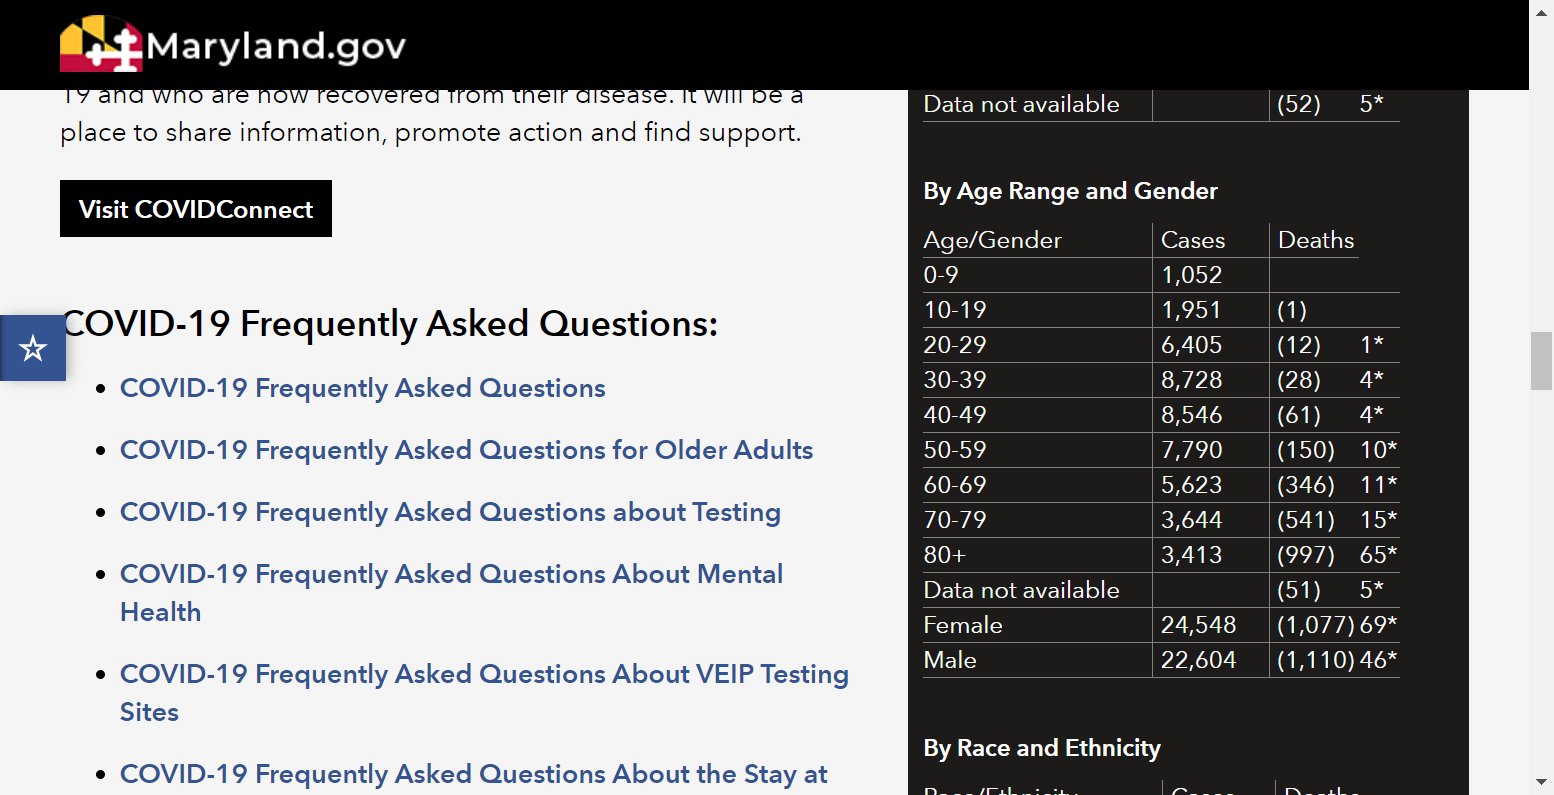 Maryland.gov
19 and who are now recovered from their disease. It will be a
place to share information, promote action and find support.
Visit COVIDConnect
COVID-19 Frequently Asked Questions:
• COVID-19 Frequently Asked Questions
• COVID-19 Frequently Asked Questions for Older Adults
• COVID-19 Frequently Asked Questions about Testing
• COVID-19 Frequently Asked Questions About Mental
Health
• COVID-19 Frequently Asked Questions About VEIP Testing
Sites
• COVID-19 Frequently Asked Questions About the Stay at
Data not available (52) 5*
By Age Range and Gender
Age/Gender Cases Deaths
0-9 1,052
10-19 1,951 (1)
20-29 6,405 (12) 1*
30-39 8,728 (28) 4*
40-49 8,546 (61) 4*
50-59 7,790 (150) 10*
60-69 5,623 (346) 11*
70-79 3,644 (541) 15*
80+ 3,413 (997) 65*
Data not available (51) 5*
Female 24,548 (1,077) 69*
Male 22,604 (1,110) 46*
By Race and Ethnicity
Race/Ethnicity Cases Deaths